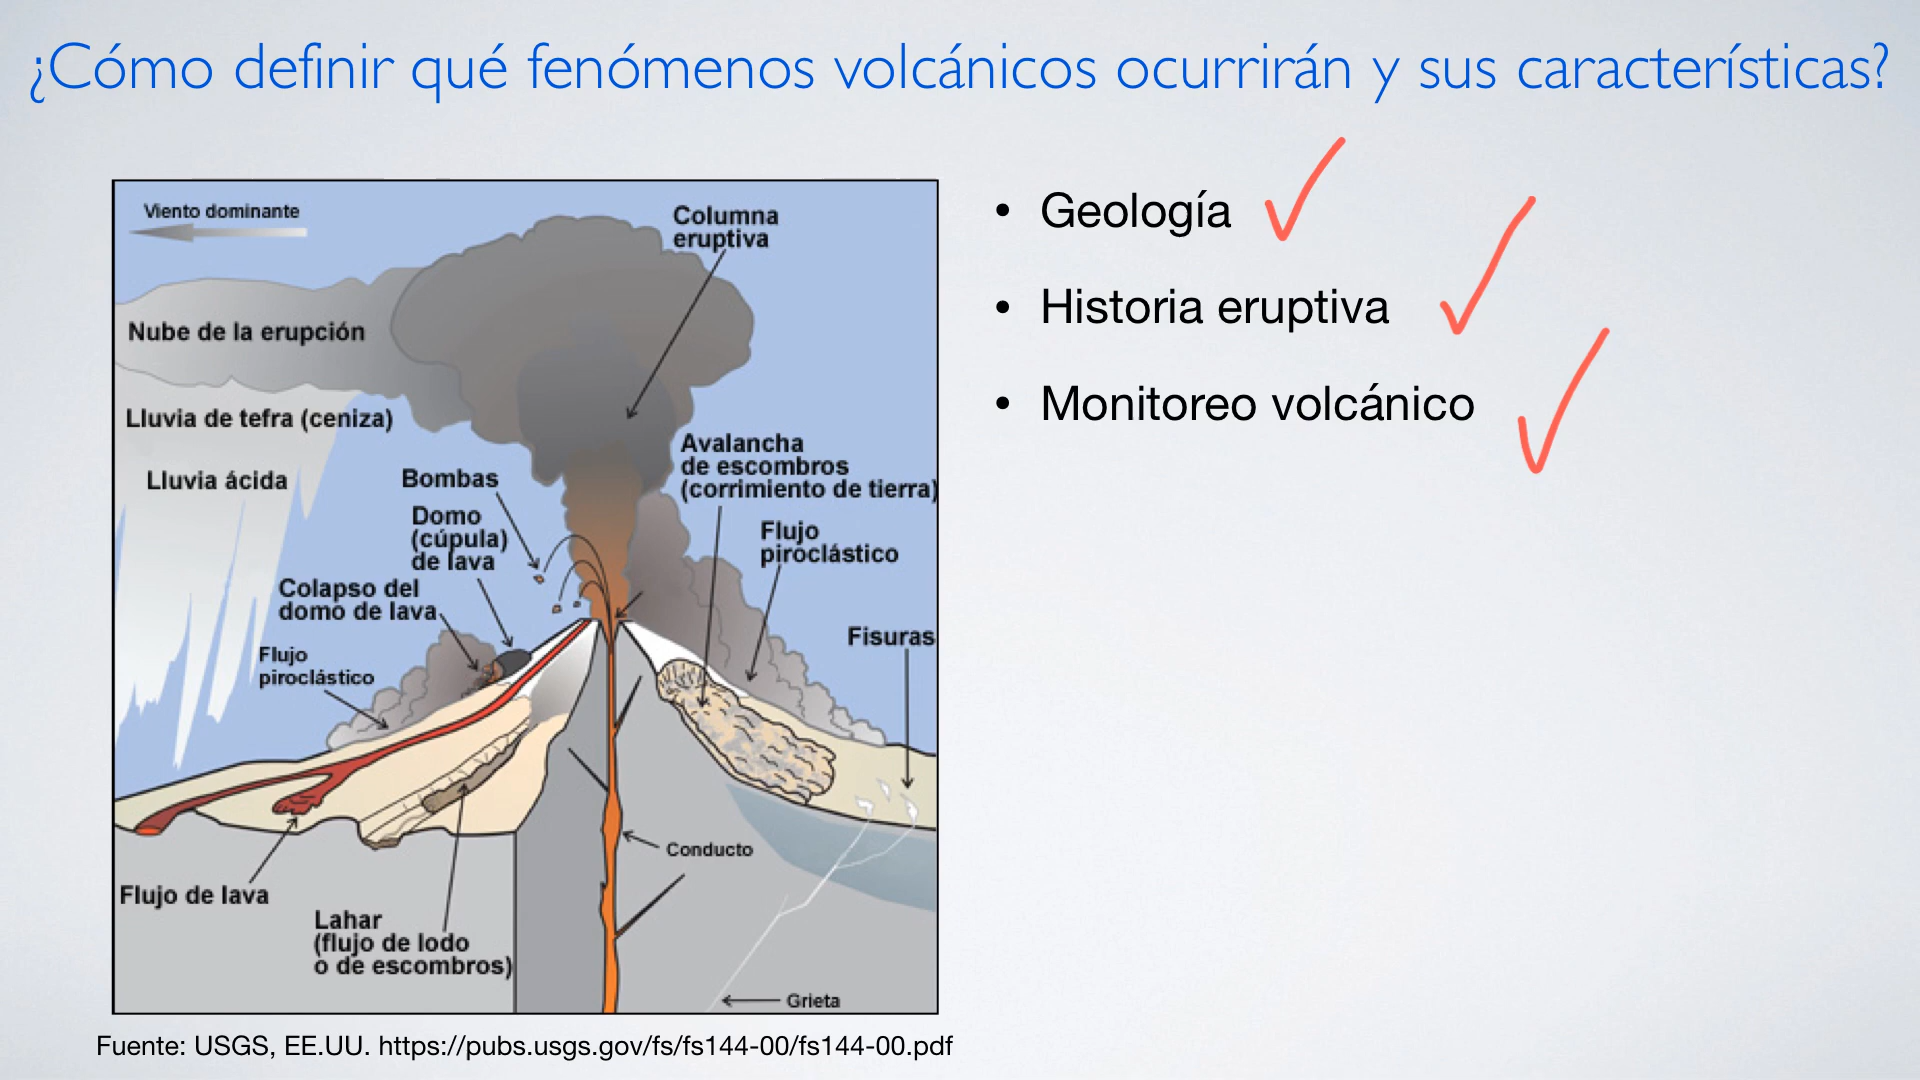 ¿Cómo definir qué fenómenos volcánicos ocurrirán y sus características?
Viento dominante
Columna
eruptiva
Nube de la erupción
Lluvia de tefra (ceniza)
Lluvia ácida
Bombas
Domo
(cúpula)
de lava
Colapso del
domo de lava
Flujo
piroclástico
Avalancha
de escombros
(corrimiento de tierra)
Flujo
piroclástico
Fisuras
Conducto
Flujo de lava
Lahar
(flujo de lodo
o de escombros)
Grieta
Fuente: USGS, EE.UU. https://pubs.usgs.gov/fs/fs144-00/fs144-00.pdf
• Geología
• Historia eruptiva
• Monitoreo volcánico